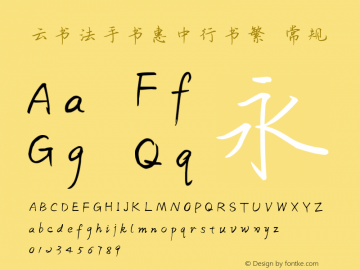 云书法手书惠中行书繁 常规
Aa Ff
Gg Qq
永
ABCDEFGHIJKLMNOPQRSTUVWXYZ
abcdefghijklmnopqrstuvwxyz
0123456789
© Design by fontke.com